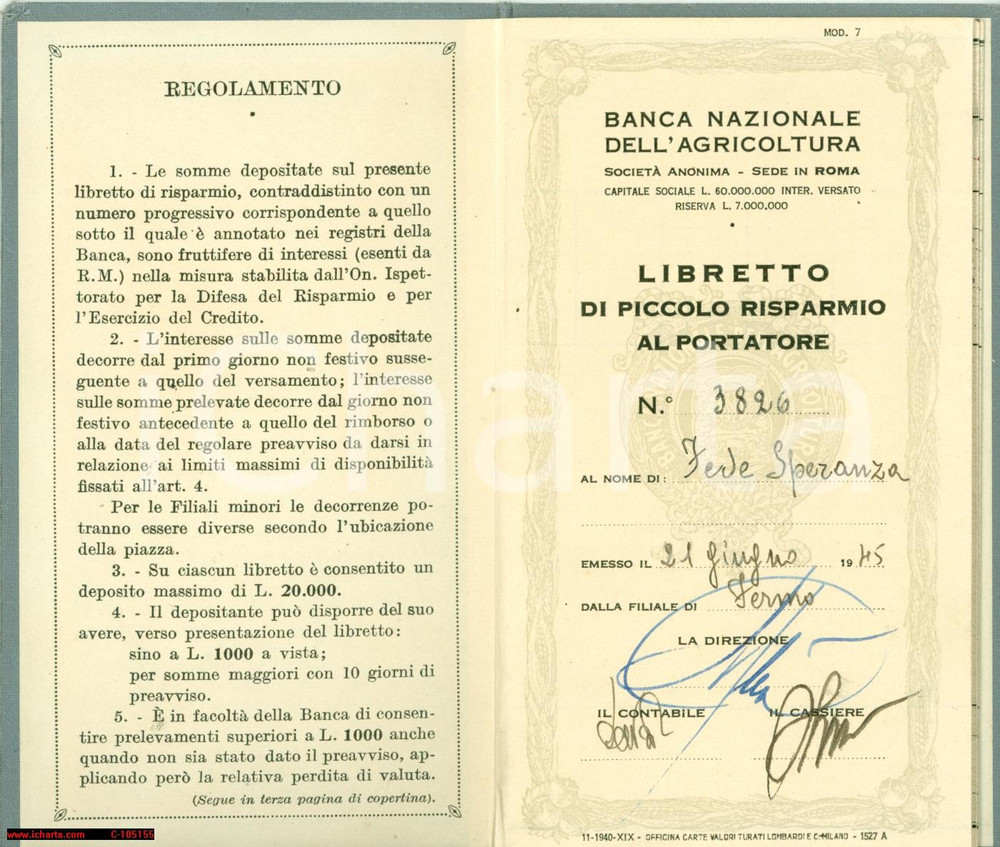 REGOLAMENTO
1. - Le somme depositate sul presente
libretto di risparmio, contraddistinto con un
numero progressivo corrispondente a quello
sotto il quale è annotato nei registri della
Banca, sono fruttifere di interessi (esenti da
R.M.) nella misura stabilita dall'On. Ispet-
torato per la Difesa del Risparmio e per
l'Esercizio del Credito.
2. - L'interesse sulle somme depositate
decorre dal primo giorno non festivo susse-
guente a quello del versamento; l'interesse
sulle somme prelevate decorre dal giorno non
festivo antecedente a quello del rimborso o
alla data del regolare preavviso da darsi in
relazione ai limiti massimi di disponibilità
fissati all'art. 4.
Per le Filiali minori le decorrenze po-
tranno essere diverse secondo l'ubicazione
della piazza.
3. - Su ciascun libretto è consentito un
deposito massimo di L. 20.000.
4. - Il depositante può disporre del suo
avere, verso presentazione del libretto:
sino a L. 1000 a vista;
per somme maggiori con 10 giorni di
preavviso.
5. - È in facoltà della Banca di consen-
tire prelevamenti superiori a L. 1000 anche
quando non sia stato dato il preavviso, ap-
plicando però la relativa perdita di valuta.
(Segue in terza pagina di copertina).
www.icharta.com C-105155
MOD. 7
BANCA NAZIONALE
DELL'AGRICOLTURA
SOCIETÀ ANONIMA - SEDE IN ROMA
CAPITALE SOCIALE L. 60.000.000 INTER. VERSATO
RISERVA L. 7.000.000
LIBRETTO
DI PICCOLO RISPARMIO
AL PORTATORE
N.° 3826
AL NOME DI: Fede Speranza
EMESSO IL 21 giugno 1945
DALLA FILIALE DI Fermo
LA DIREZIONE
IL CONTABILE IL CASSIERE
11-1940-XIX - OFFICINA CARTE VALORI TURATI LOMBARDI E C. MILANO - 1527 A